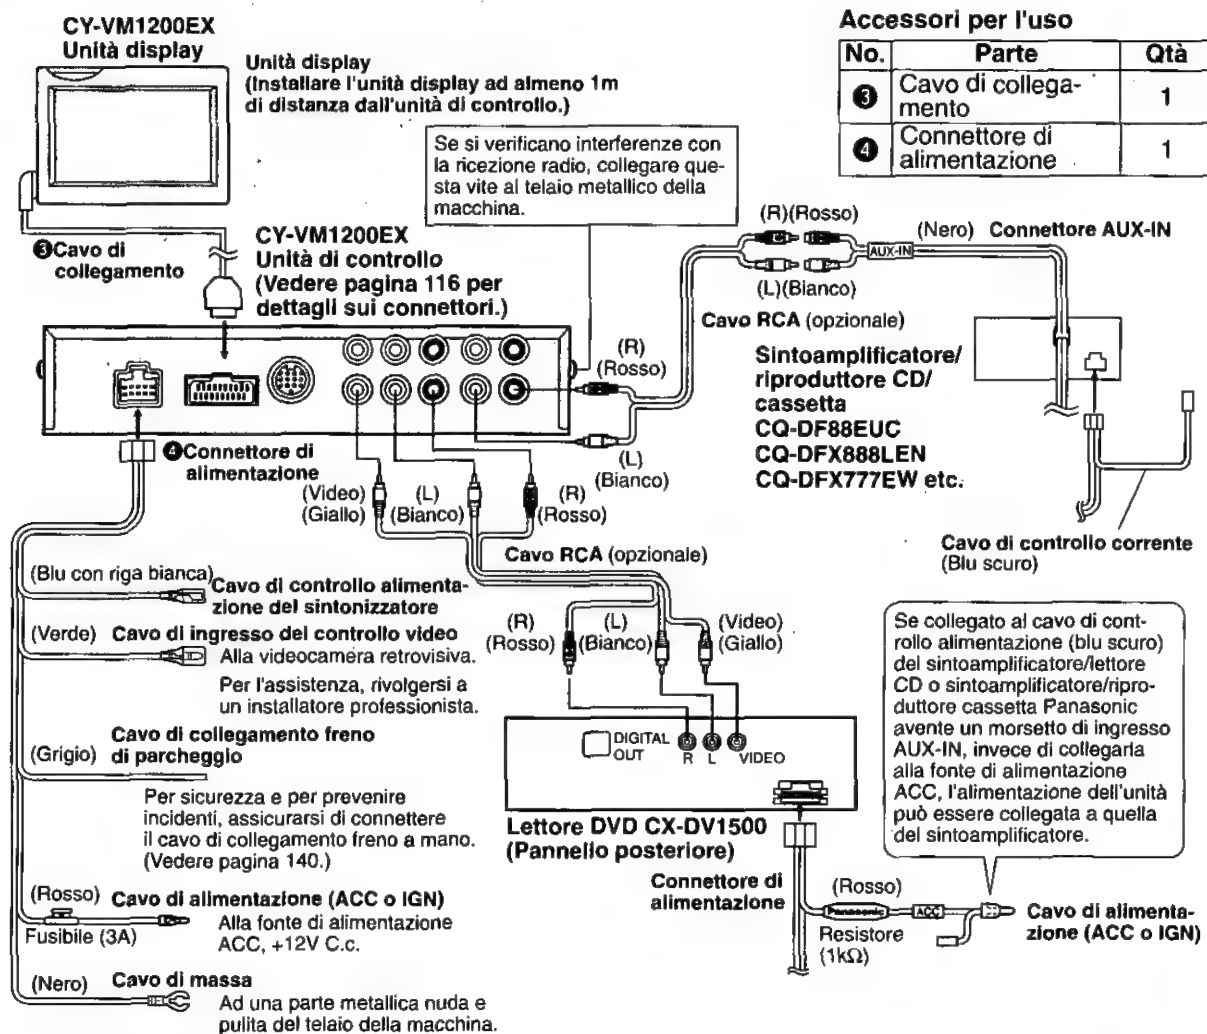 CY-VM1200EX
Unità display
Unità display
(Installare l'unità display ad almeno 1m
di distanza dall'unità di controllo.)
Accessori per l'uso
No. Parte Qtà
❸ Cavo di collega-
mento 1
❹ Connettore di
alimentazione 1
Se si verificano interferenze con
la ricezione radio, collegare que-
sta vite al telaio metallico della
macchina.
❸Cavo di
collegamento
CY-VM1200EX
Unità di controllo
(Vedere pagina 116 per
dettagli sui connettori.)
(R)(Rosso)
(L)(Bianco)
AUX-IN
(Nero) Connettore AUX-IN
Cavo RCA (opzionale)
(R)
(Rosso)
(L)
(Bianco)
Sintoamplificatore/
riproduttore CD/
cassetta
CQ-DF88EUC
CQ-DFX888LEN
CQ-DFX777EW etc.
Cavo di controllo corrente
(Blu scuro)
❹Connettore di
alimentazione
(Video)
(Giallo)
(L)
(Bianco)
(R)
(Rosso)
Cavo RCA (opzionale)
(R)
(Rosso)
(L)
(Bianco)
(Video)
(Giallo)
(Blu con riga bianca)
Cavo di controllo alimenta-
zione del sintonizzatore
(Verde) Cavo di ingresso del controllo video
Alla videocamera retrovisiva.
Per l'assistenza, rivolgersi a
un installatore professionista.
(Grigio) Cavo di collegamento freno
di parcheggio
Per sicurezza e per prevenire
incidenti, assicurarsi di connettere
il cavo di collegamento freno a mano.
(Vedere pagina 140.)
(Rosso) Cavo di alimentazione (ACC o IGN)
Fusibile (3A)
Alla fonte di alimentazione
ACC, +12V C.c.
(Nero) Cavo di massa
Ad una parte metallica nuda e
pulita del telaio della macchina.
DIGITAL
OUT
R L VIDEO
Lettore DVD CX-DV1500
(Pannello posteriore)
Connettore di
alimentazione
(Rosso)
Panasonic
ACC
Resistore
(1kΩ)
Cavo di alimenta-
zione (ACC o IGN)
Se collegato al cavo di cont-
rollo alimentazione (blu scuro)
del sintoamplificatore/lettore
CD o sintoamplificatore/ripro-
duttore cassetta Panasonic
avente un morsetto di ingresso
AUX-IN, invece di collegarla
alla fonte di alimentazione
ACC, l'alimentazione dell'unità
può essere collegata a quella
del sintoamplificatore.